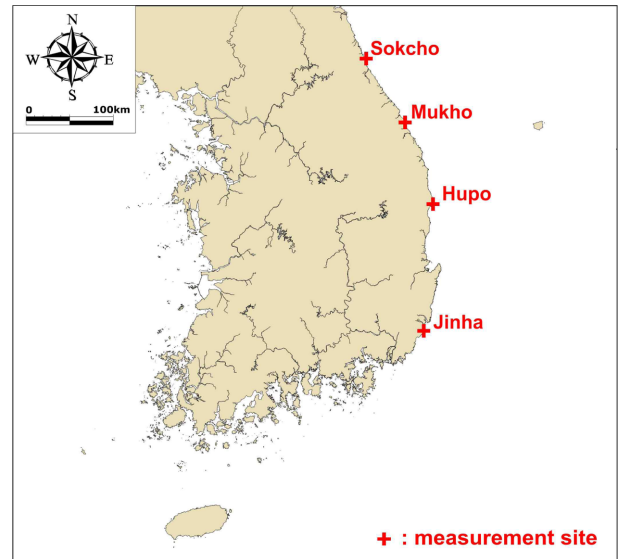 N
W E
S
0 100km
Sokcho
Mukho
Hupo
Jinha
+ : measurement site